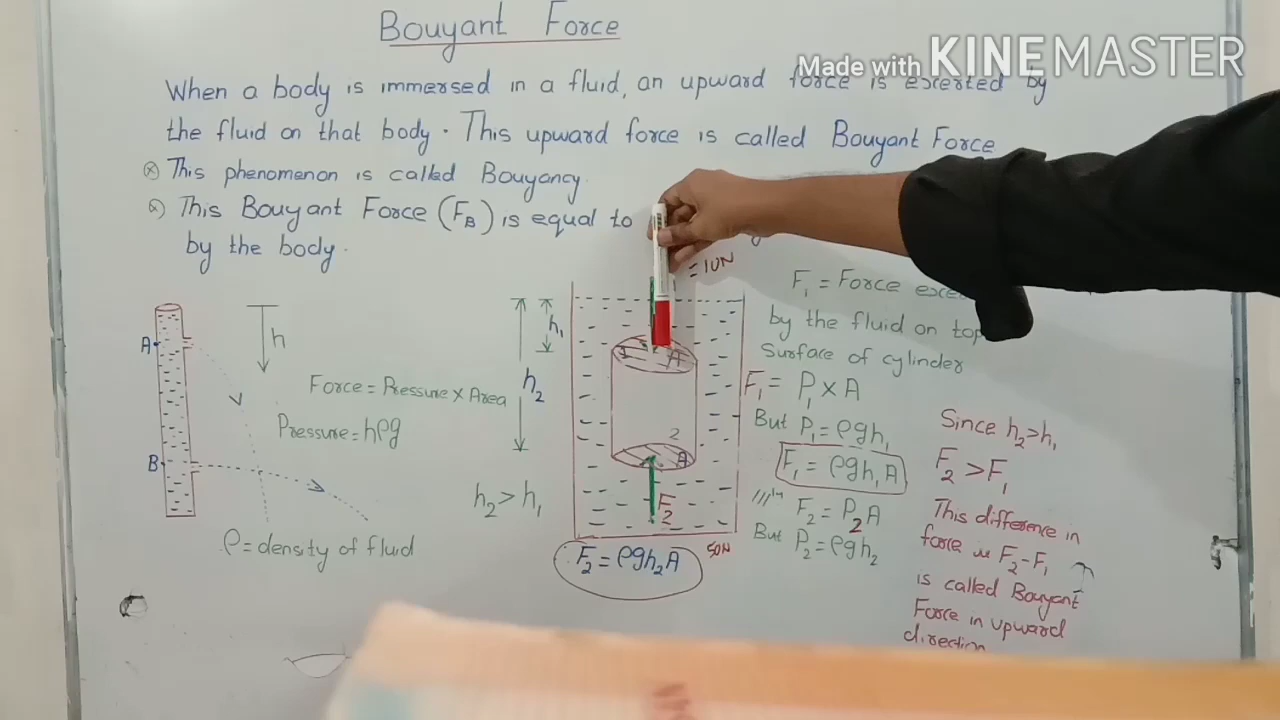 Bouyant Force
Made with KINEMASTER
When a body is immersed in a fluid, an upward force is exerted by
the fluid on that body. This upward force is called Bouyant Force
This phenomenon is called Bouyancy.
This Bouyant Force (F_B) is equal to
by the body.
= 10N
h
A
B
Force = Pressure × Area
Pressure = hρg
ρ = density of fluid
h₁
h₂
h₂ > h₁
1
A
2
A
F₂
50N
F₂ = ρgh₂A
F₁ = Force
by the fluid on top
Surface of cylinder
F₁ = P₁ × A
But P₁ = ρgh₁
F₁ = ρgh₁A
F₂ = P₂A
But P₂ = ρgh₂
Since h₂>h₁
F₂ > F₁
This difference in
force is F₂-F₁
is called Bouyant
Force in upward
direction